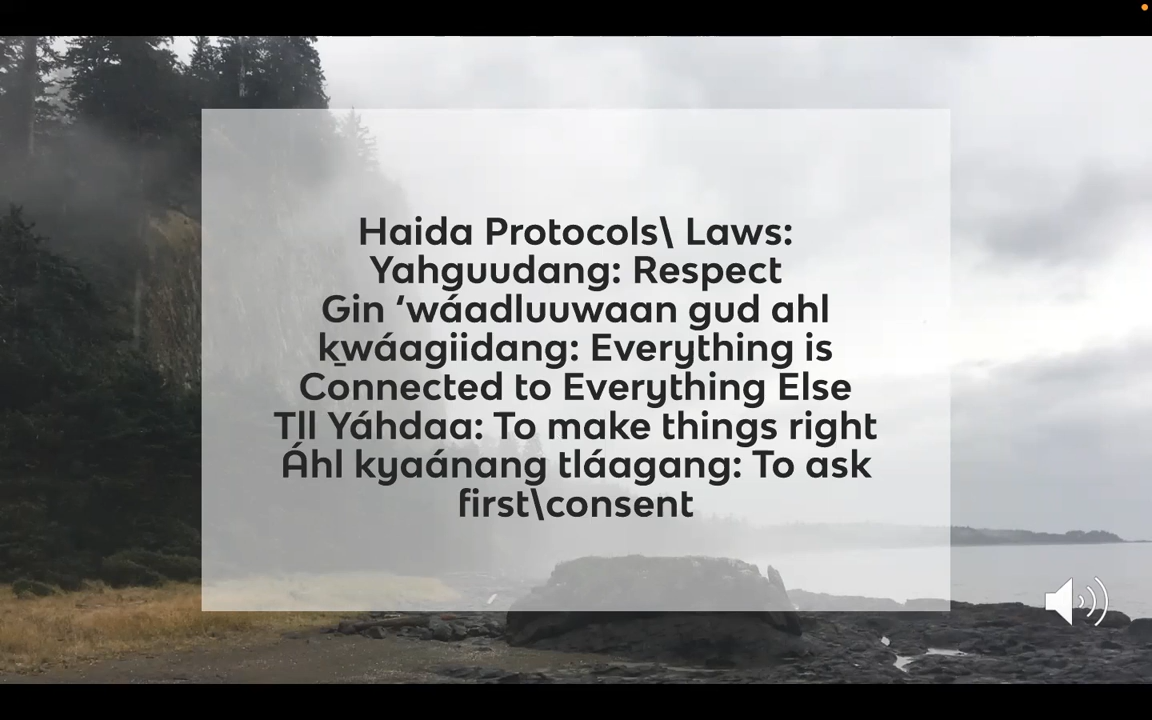 Haida Protocols\ Laws:
Yahguudang: Respect
Gin ‘wáadluuwaan gud ahl
ḵwáagiidang: Everything is
Connected to Everything Else
Tll Yáhdaa: To make things right
Áhl kyaánang tláagang: To ask
first\consent